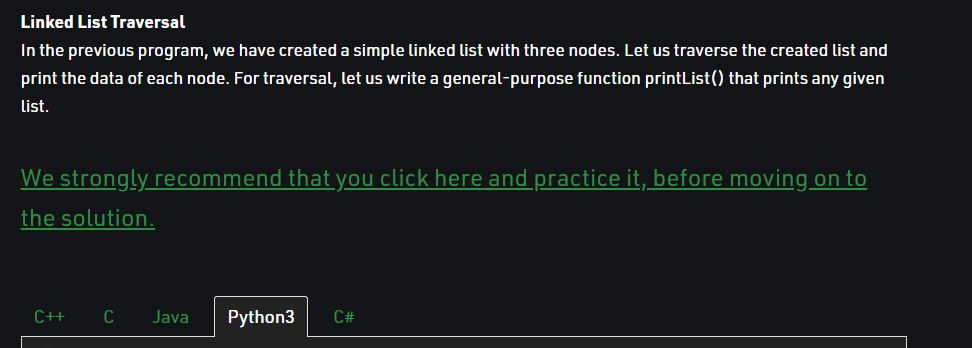 Linked List Traversal
In the previous program, we have created a simple linked list with three nodes. Let us traverse the created list and
print the data of each node. For traversal, let us write a general-purpose function printList() that prints any given
list.
We strongly recommend that you click here and practice it, before moving on to
the solution.
C++ C Java Python3 C#